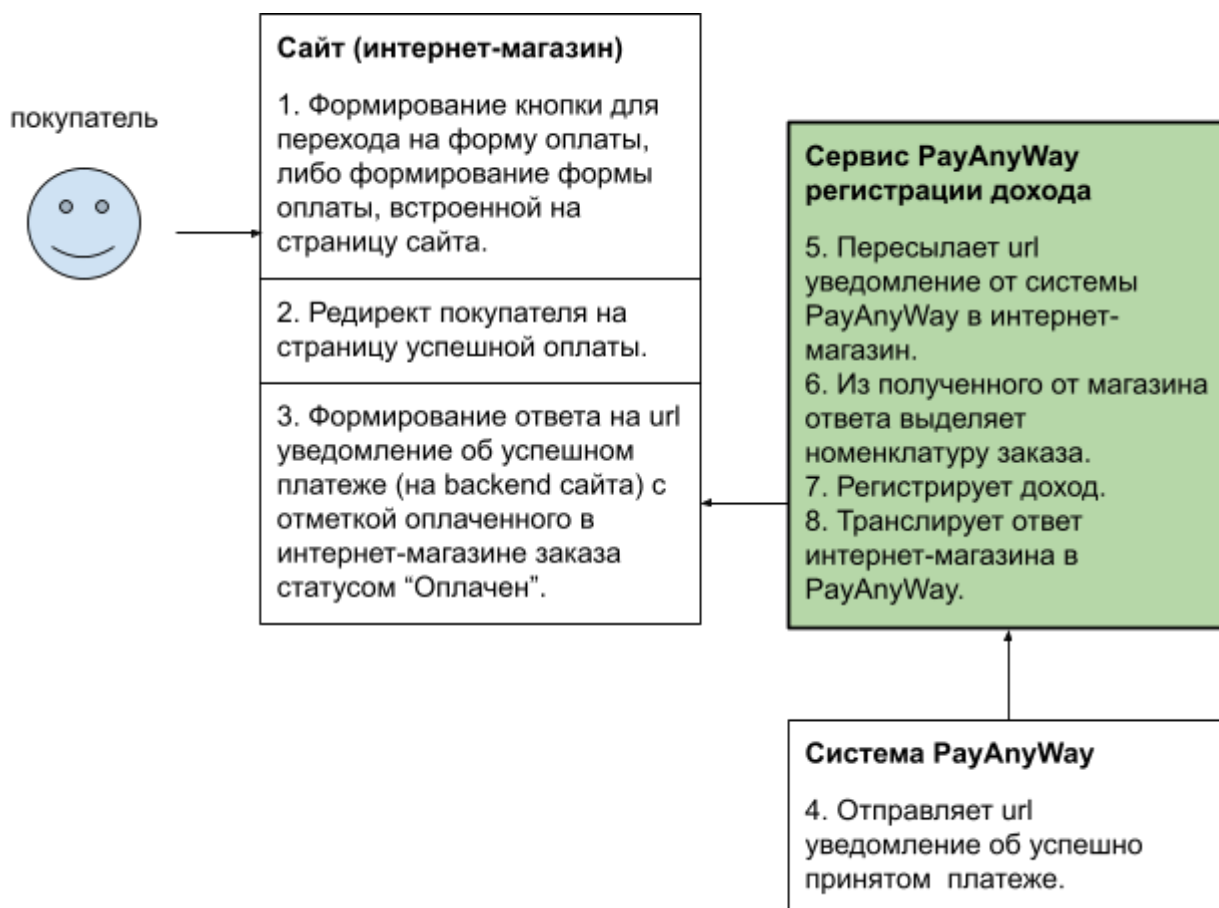 покупатель
Сайт (интернет-магазин)
1. Формирование кнопки для
перехода на форму оплаты,
либо формирование формы
оплаты, встроенной на
страницу сайта.
2. Редирект покупателя на
страницу успешной оплаты.
3. Формирование ответа на url
уведомление об успешном
платеже (на backend сайта) с
отметкой оплаченного в
интернет-магазине заказа
статусом “Оплачен”.
Сервис PayAnyWay
регистрации дохода
5. Пересылает url
уведомление от системы
PayAnyWay в интернет-
магазин.
6. Из полученного от магазина
ответа выделяет
номенклатуру заказа.
7. Регистрирует доход.
8. Транслирует ответ
интернет-магазина в
PayAnyWay.
Система PayAnyWay
4. Отправляет url
уведомление об успешно
принятом платеже.